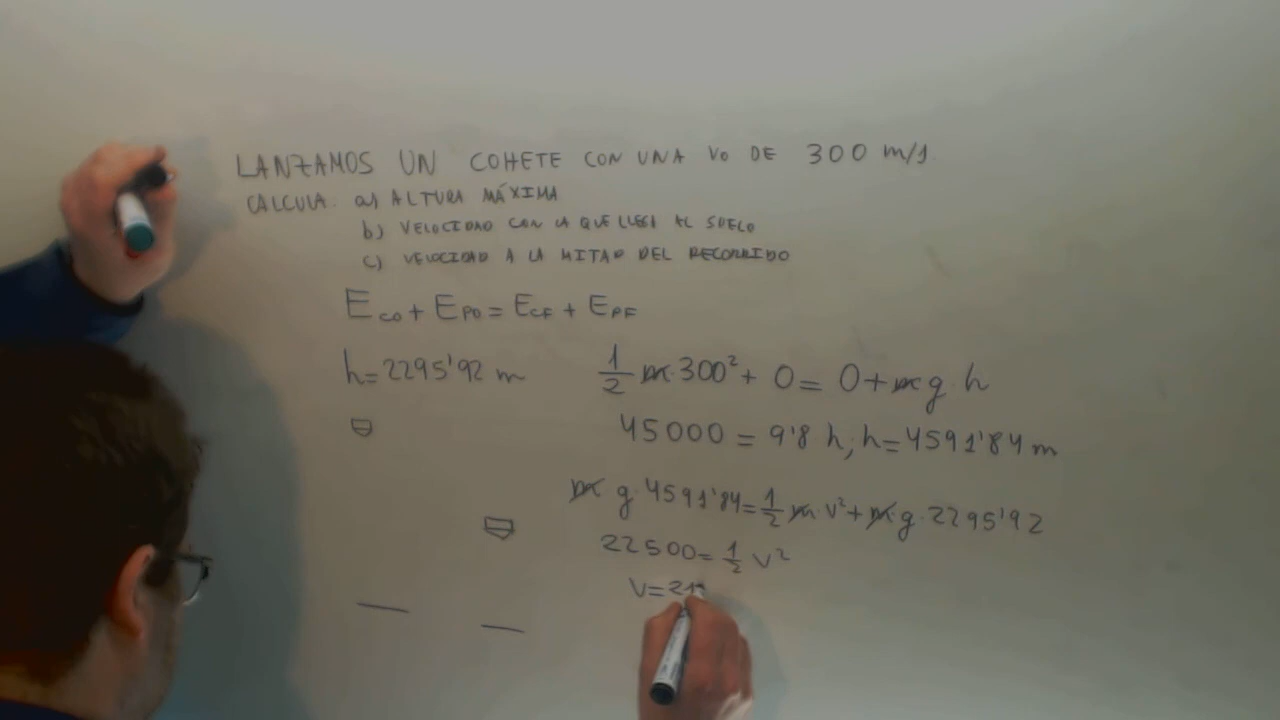 LANZAMOS UN COHETE CON UNA V0 DE 300 m/s
CALCULA. a) ALTURA MÁXIMA
b) VELOCIDAD CON LA QUE LLEGA AL SUELO
c) VELOCIDAD A LA MITAD DEL RECORRIDO
Eco + Epo = Ecf + Epf
h=2295'92 m
1/2 m 300² + 0 = 0 + m g h
45000 = 9'8 h, h=4591'84 m
m g·4591'84 = 1/2 m·v² + m g·2295'92
22500 = 1/2 v²
V=21